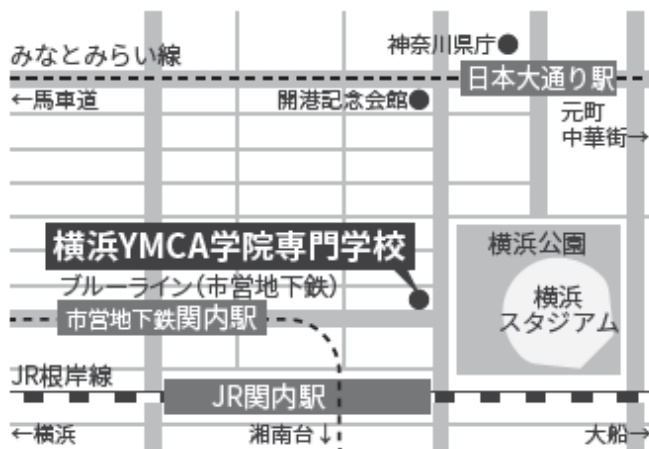 神奈川県庁
みなとみらい線
日本大通り駅
←馬車道
開港記念会館
元町
中華街→
横浜YMCA学院専門学校
横浜公園
ブルーライン(市営地下鉄)
横浜
スタジアム
市営地下鉄関内駅
JR根岸線
JR関内駅
←横浜
湘南台↓
大船→